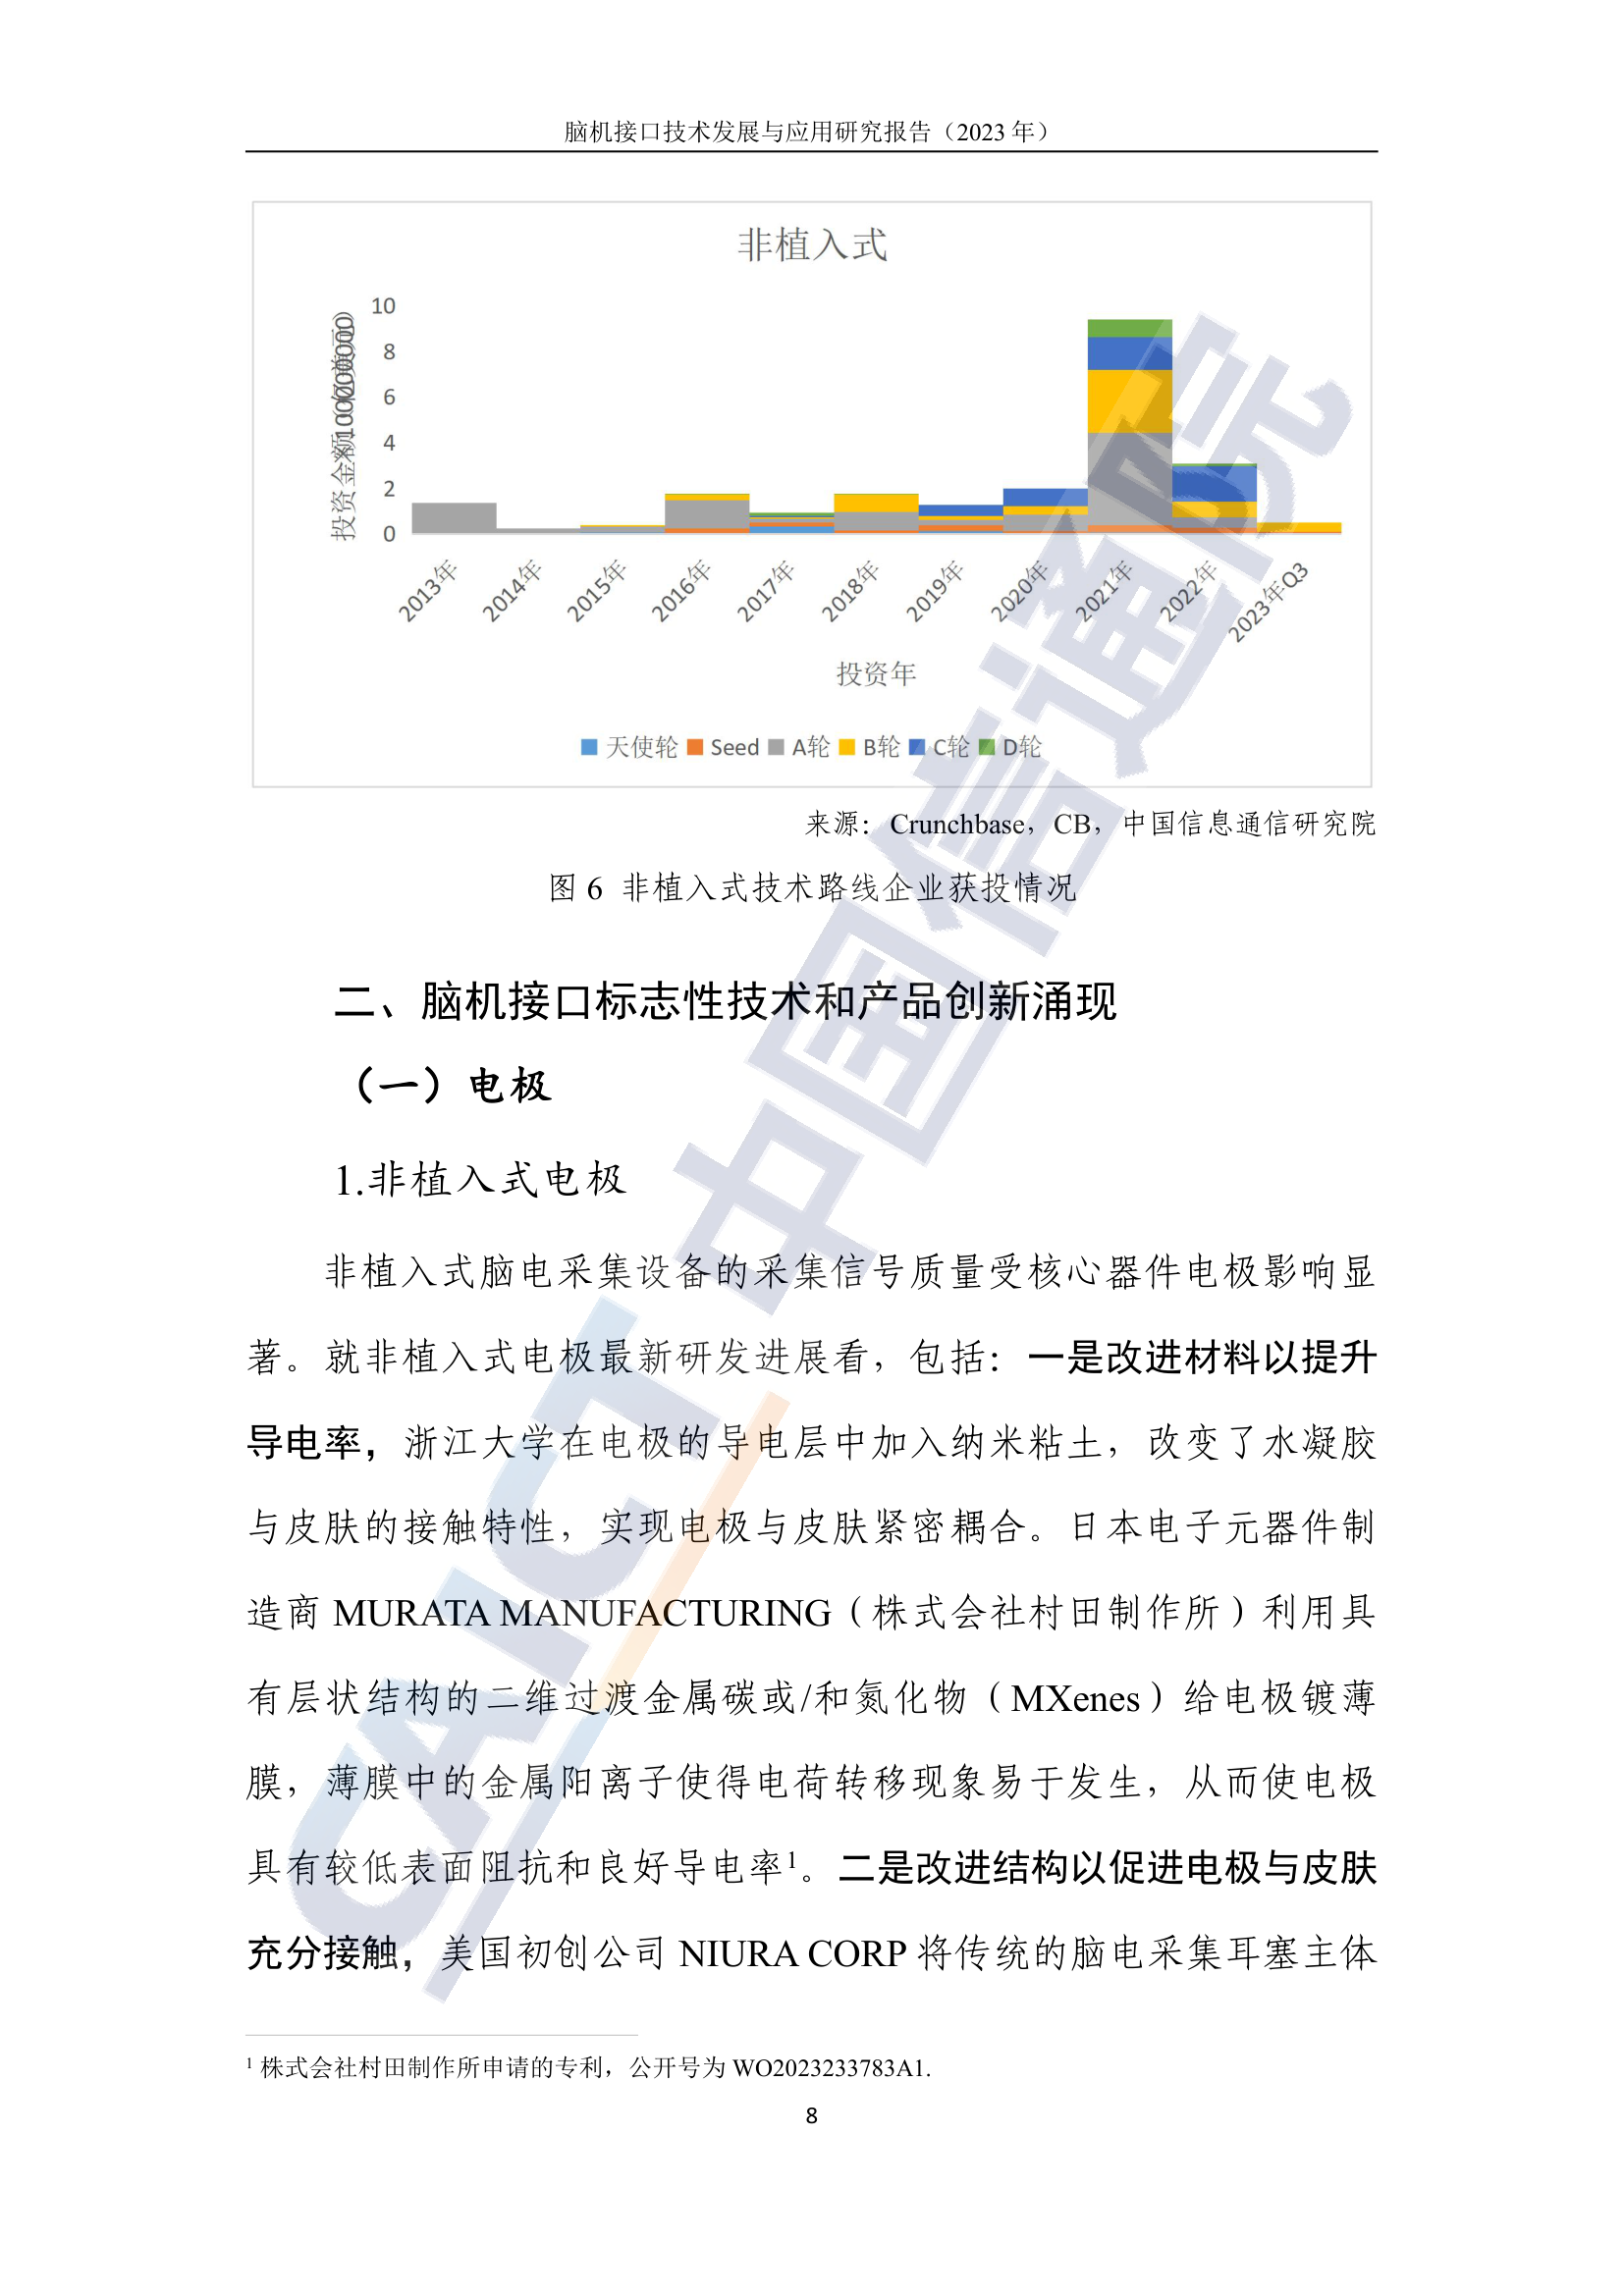 脑机接口技术发展与应用研究报告（2023 年）
非植入式
10
8
6
4
2
0
2013年
2014年
2015年
2016年
2017年
2018年
2019年
2020年
2021年
2022年
2023年Q3
投资年
天使轮 Seed A轮 B轮 C轮 D轮
来源：Crunchbase，CB，中国信息通信研究院
图 6 非植入式技术路线企业获投情况
二、脑机接口标志性技术和产品创新涌现
（一）电极
1.非植入式电极
非植入式脑电采集设备的采集信号质量受核心器件电极影响显
著。就非植入式电极最新研发进展看，包括：一是改进材料以提升
导电率，浙江大学在电极的导电层中加入纳米粘土，改变了水凝胶
与皮肤的接触特性，实现电极与皮肤紧密耦合。日本电子元器件制
造商 MURATA MANUFACTURING（株式会社村田制作所）利用具
有层状结构的二维过渡金属碳或/和氮化物（MXenes）给电极镀薄
膜，薄膜中的金属阳离子使得电荷转移现象易于发生，从而使电极
具有较低表面阻抗和良好导电率¹。二是改进结构以促进电极与皮肤
充分接触，美国初创公司 NIURA CORP 将传统的脑电采集耳塞主体
¹ 株式会社村田制作所申请的专利，公开号为 WO2023233783A1.
8
CAICT 中国信通院